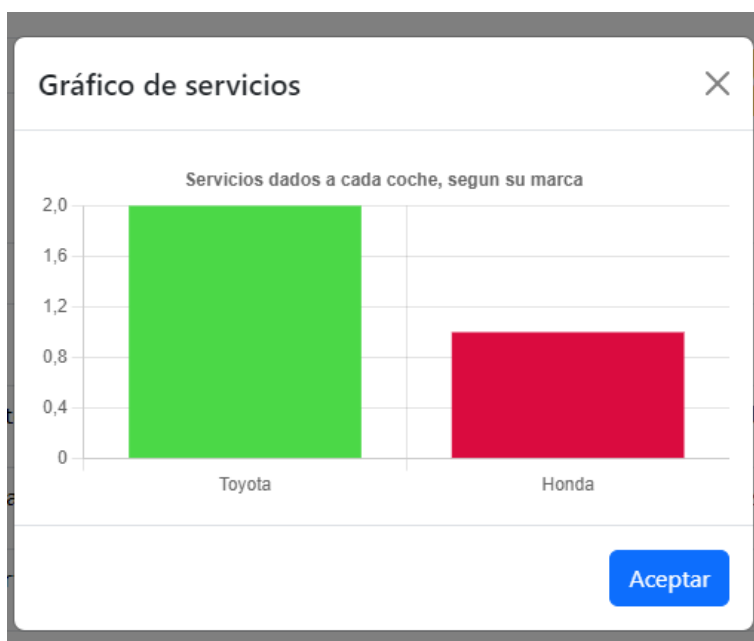 Gráfico de servicios
Servicios dados a cada coche, segun su marca
2,0
1,6
1,2
0,8
0,4
0
Toyota Honda
Aceptar